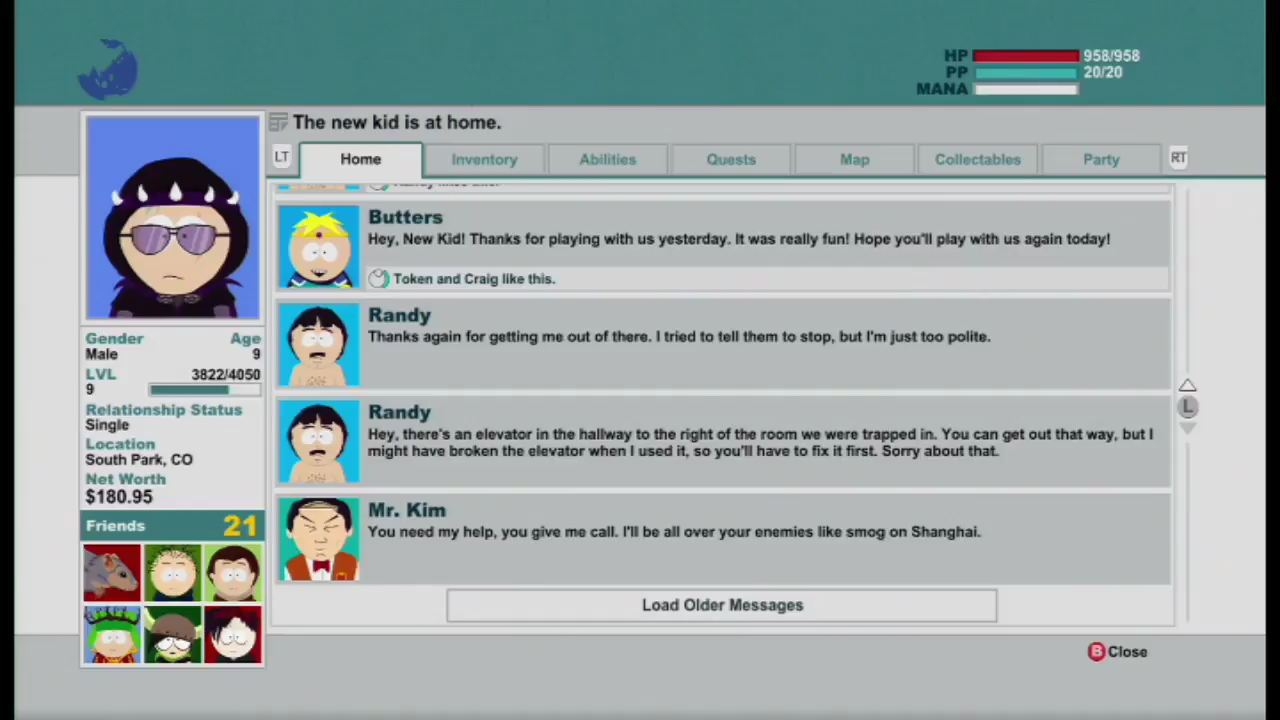 HP 958/958
PP 20/20
MANA
The new kid is at home.
LT Home Inventory Abilities Quests Map Collectables Party RT
Butters
Hey, New Kid! Thanks for playing with us yesterday. It was really fun! Hope you'll play with us again today!
Token and Craig like this.
Randy
Thanks again for getting me out of there. I tried to tell them to stop, but I'm just too polite.
Randy
Hey, there's an elevator in the hallway to the right of the room we were trapped in. You can get out that way, but I
might have broken the elevator when I used it, so you'll have to fix it first. Sorry about that.
Mr. Kim
You need my help, you give me call. I'll be all over your enemies like smog on Shanghai.
Load Older Messages
L
Gender Age
Male 9
LVL 3822/4050
9
Relationship Status
Single
Location
South Park, CO
Net Worth
$180.95
Friends 21
B Close